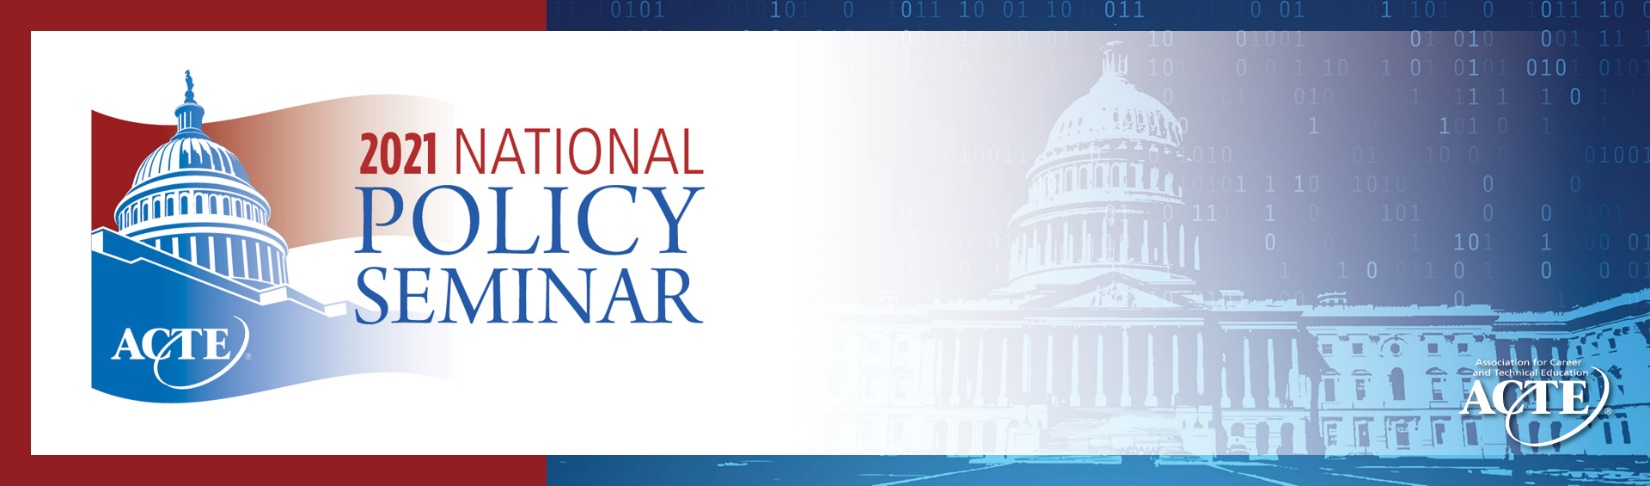 2021 NATIONAL
POLICY
SEMINAR
ACTE®
Association for Career
and Technical Education
ACTE®